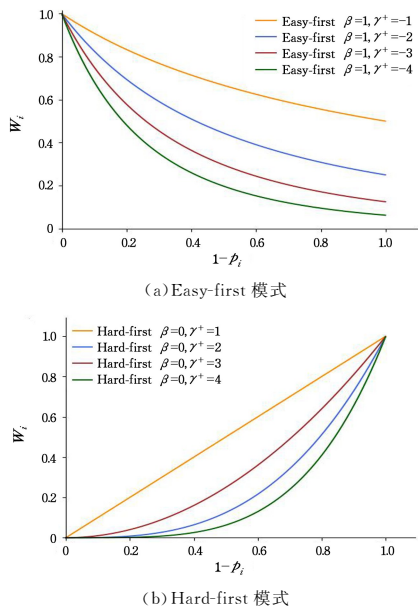 Easy-first β=1, γ⁺=−1
Easy-first β=1, γ⁺=−2
Easy-first β=1, γ⁺=−3
Easy-first β=1, γ⁺=−4
1.0
0.8
0.6
0.4
0.2
0
Wᵢ
0 0.2 0.4 0.6 0.8 1.0
1−pᵢ
(a)Easy-first 模式
Hard-first β=0, γ⁺=1
Hard-first β=0, γ⁺=2
Hard-first β=0, γ⁺=3
Hard-first β=0, γ⁺=4
1.0
0.8
0.6
0.4
0.2
0
Wᵢ
0 0.2 0.4 0.6 0.8 1.0
1−pᵢ
(b)Hard-first 模式